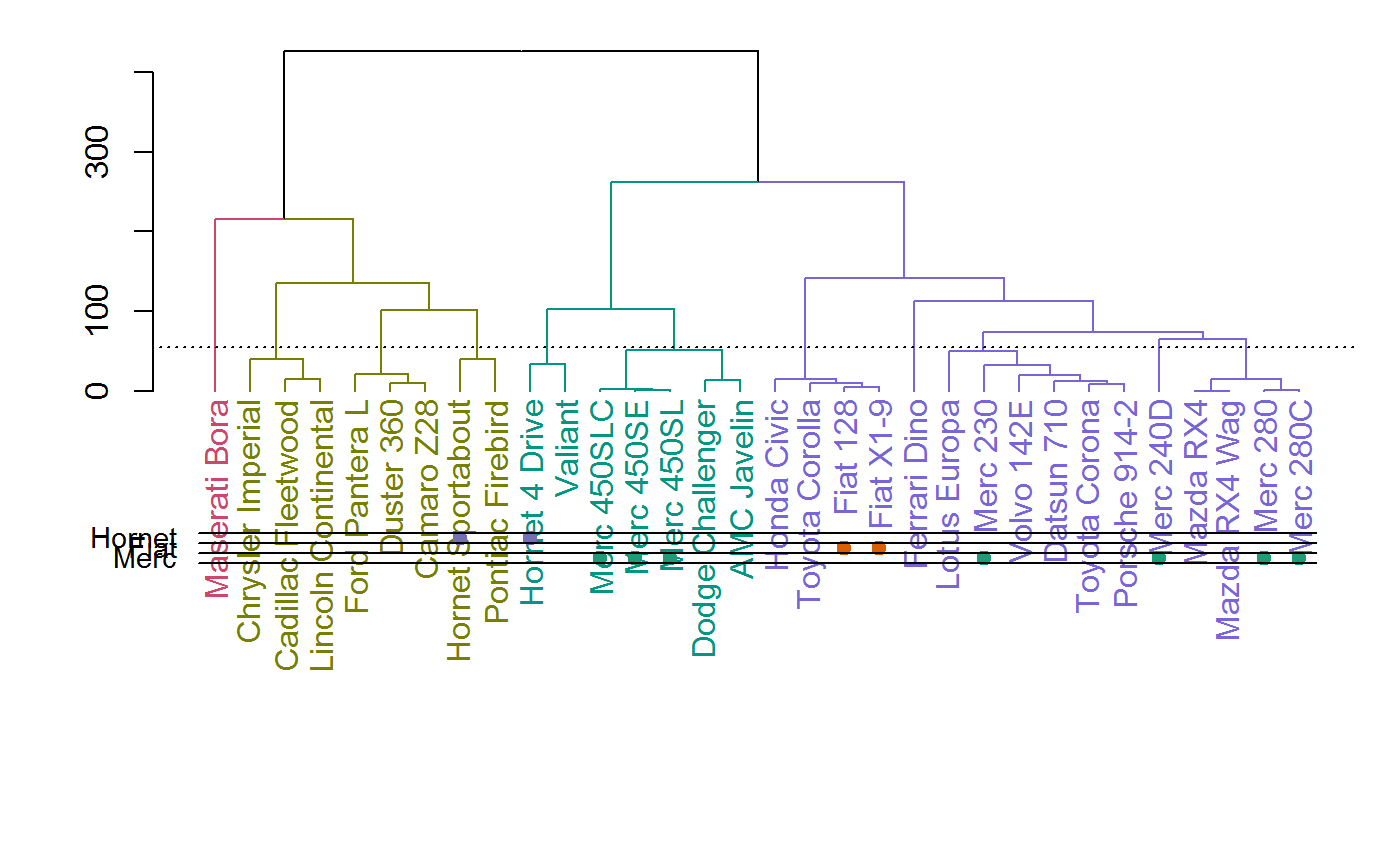 300
100
0
Maserati Bora
Chrysler Imperial
Cadillac Fleetwood
Lincoln Continental
Ford Pantera L
Duster 360
Camaro Z28
Hornet Sportabout
Pontiac Firebird
Hornet 4 Drive
Valiant
Merc 450SLC
Merc 450SE
Merc 450SL
Dodge Challenger
AMC Javelin
Honda Civic
Toyota Corolla
Fiat 128
Fiat X1-9
Ferrari Dino
Lotus Europa
Merc 230
Volvo 142E
Datsun 710
Toyota Corona
Porsche 914-2
Merc 240D
Mazda RX4
Mazda RX4 Wag
Merc 280
Merc 280C
Hornet
Fiat
Merc